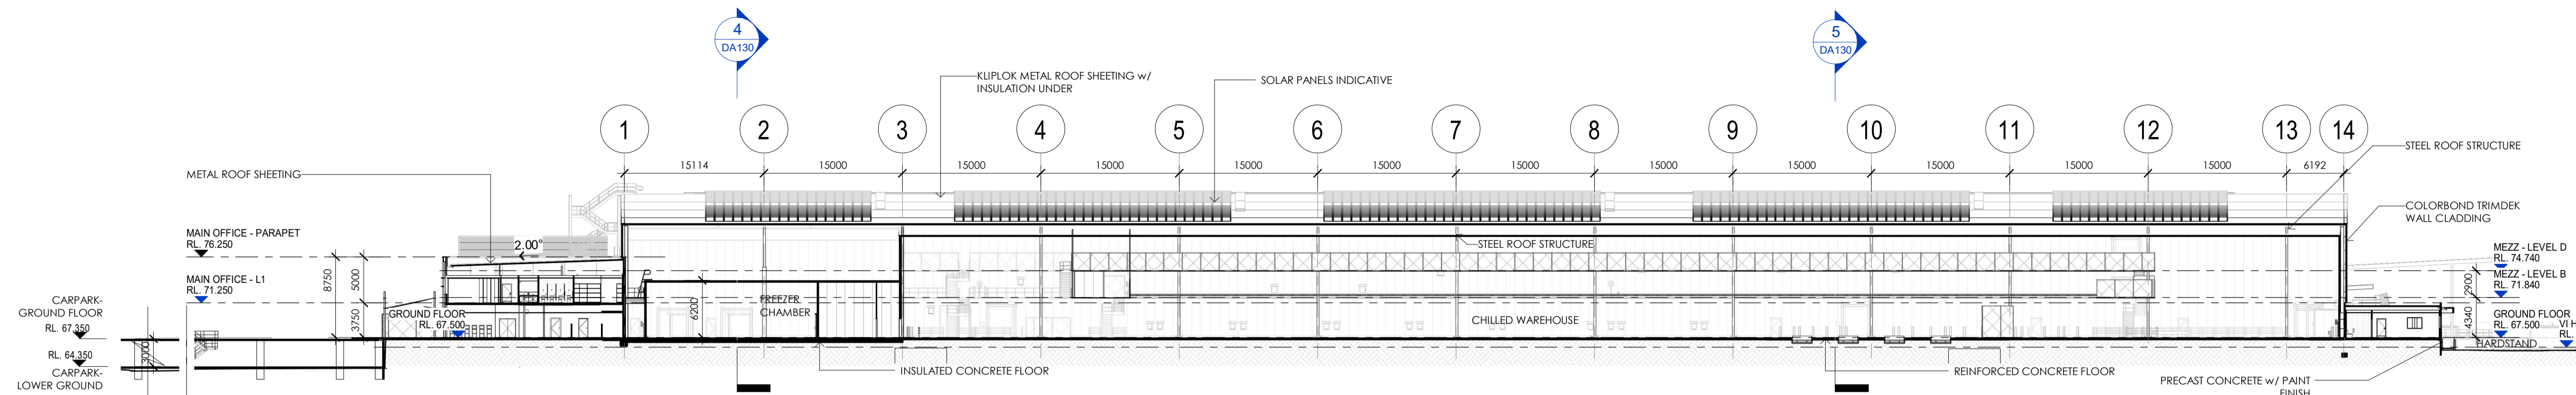 4
DA130
5
DA130
KLIPLOK METAL ROOF SHEETING w/
INSULATION UNDER
SOLAR PANELS INDICATIVE
1
2
3
4
5
6
7
8
9
10
11
12
13
14
STEEL ROOF STRUCTURE
15114
15000
15000
15000
15000
15000
15000
15000
15000
15000
15000
15000
6192
METAL ROOF SHEETING
COLORBOND TRIMDEK
WALL CLADDING
MAIN OFFICE - PARAPET
RL. 76.250
2.00°
STEEL ROOF STRUCTURE
MEZZ - LEVEL D
RL. 74.740
MAIN OFFICE - L1
RL. 71.250
8750
5000
MEZZ - LEVEL B
RL. 71.840
2900
CARPARK-
GROUND FLOOR
RL. 67.350
3750
GROUND FLOOR
RL. 67.500
6200
FREEZER
CHAMBER
CHILLED WAREHOUSE
4340
GROUND FLOOR
RL. 67.500
VI H
RL.
HARDSTAND
RL. 64.350
3000
CARPARK-
LOWER GROUND
INSULATED CONCRETE FLOOR
REINFORCED CONCRETE FLOOR
PRECAST CONCRETE w/ PAINT
FINISH